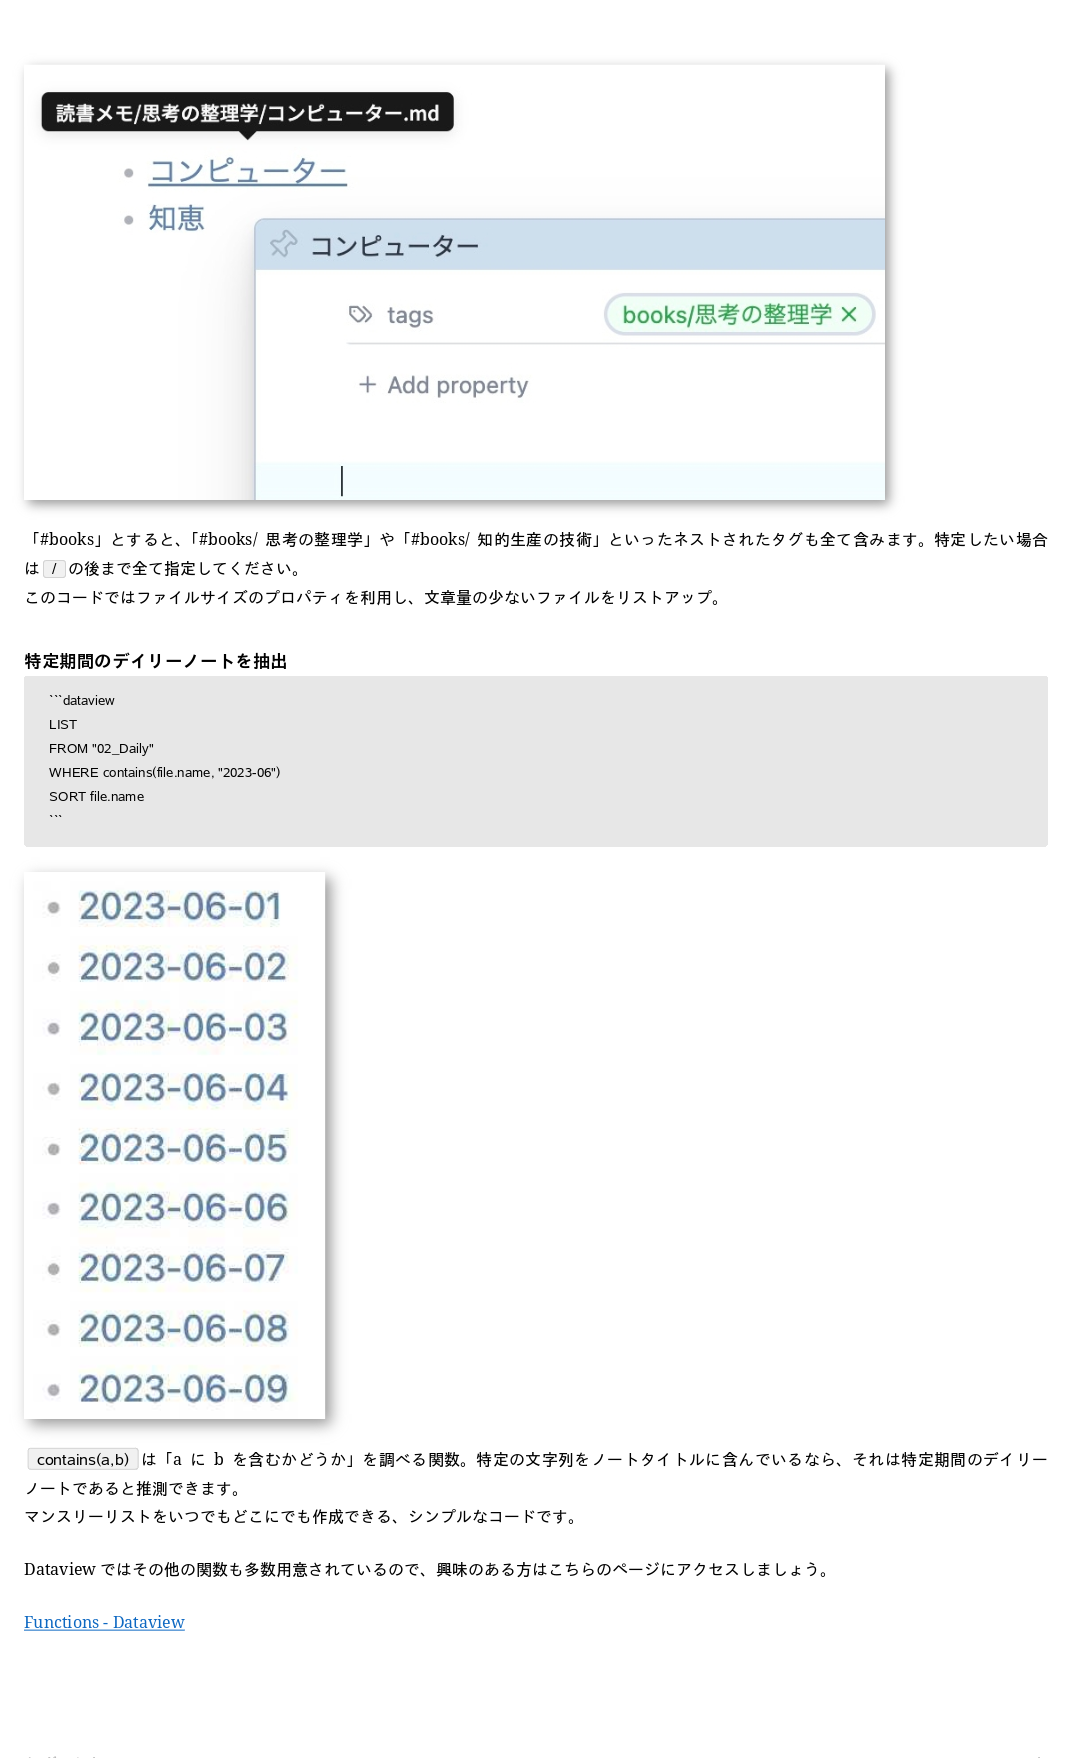 読書メモ/思考の整理学/コンピューター.md
コンピューター
知恵
コンピューター
tags
books/思考の整理学
Add property
「#books」とすると、「#books/ 思考の整理学」や「#books/ 知的生産の技術」といったネストされたタグも全て含みます。特定したい場合
は / の後まで全て指定してください。
このコードではファイルサイズのプロパティを利用し、文章量の少ないファイルをリストアップ。
特定期間のデイリーノートを抽出
```dataview
LIST
FROM "02_Daily"
WHERE contains(file.name, "2023-06")
SORT file.name
```
2023-06-01
2023-06-02
2023-06-03
2023-06-04
2023-06-05
2023-06-06
2023-06-07
2023-06-08
2023-06-09
contains(a,b) は「a に b を含むかどうか」を調べる関数。特定の文字列をノートタイトルに含んでいるなら、それは特定期間のデイリー
ノートであると推測できます。
マンスリーリストをいつでもどこにでも作成できる、シンプルなコードです。
Dataview ではその他の関数も多数用意されているので、興味のある方はこちらのページにアクセスしましょう。
Functions - Dataview